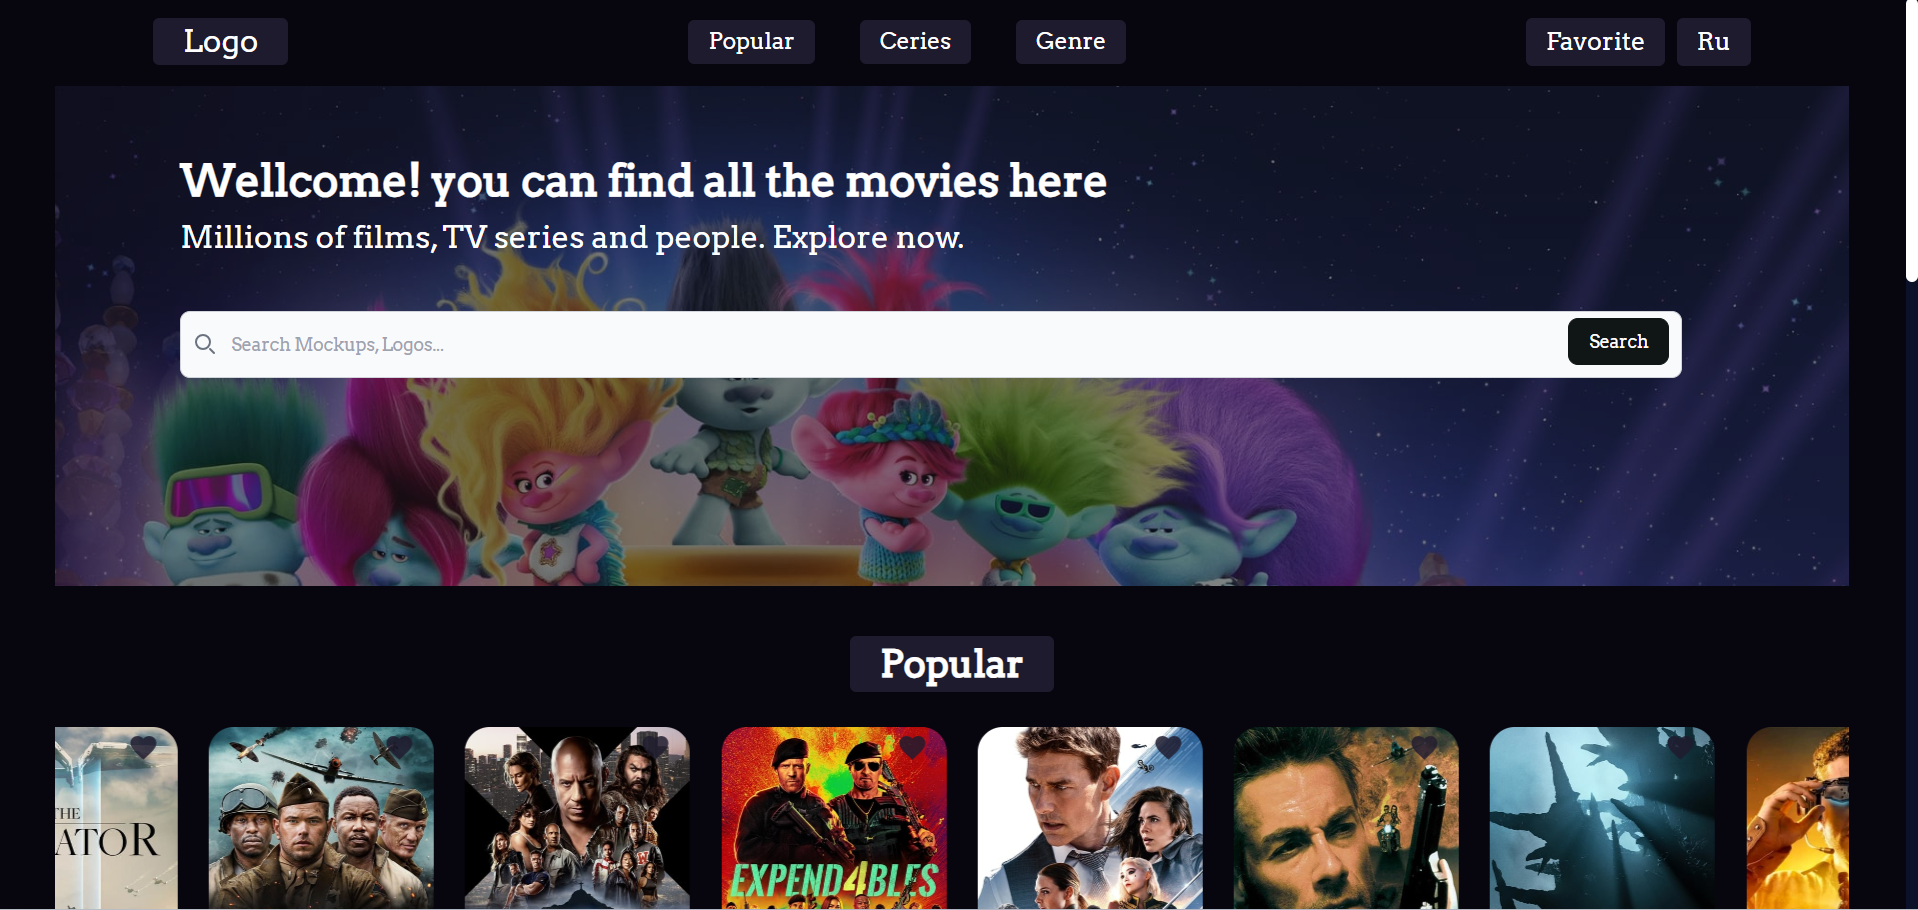 Logo
Popular
Ceries
Genre
Favorite
Ru
Wellcome! you can find all the movies here
Millions of films, TV series and people. Explore now.
Search Mockups, Logos...
Search
Popular
THE
ATOR
EXPEND4BLES